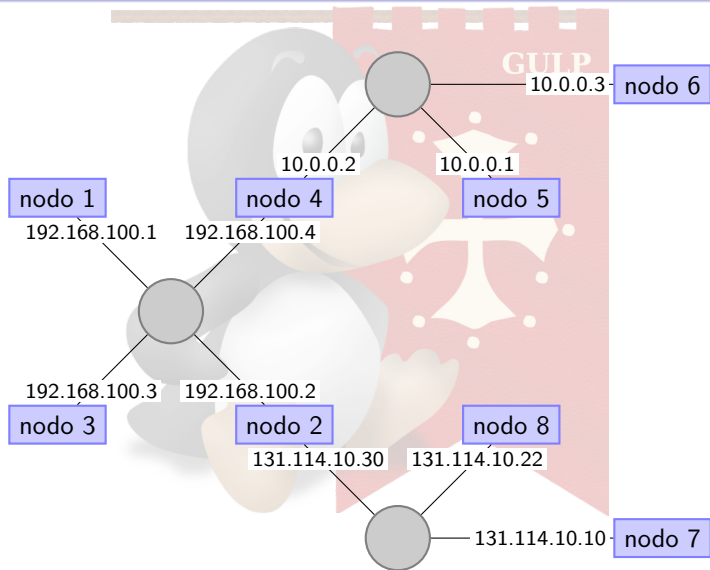 GULP
10.0.0.3
nodo 6
10.0.0.2
10.0.0.1
nodo 1
nodo 4
nodo 5
192.168.100.1
192.168.100.4
192.168.100.3
192.168.100.2
nodo 3
nodo 2
nodo 8
131.114.10.30
131.114.10.22
131.114.10.10
nodo 7